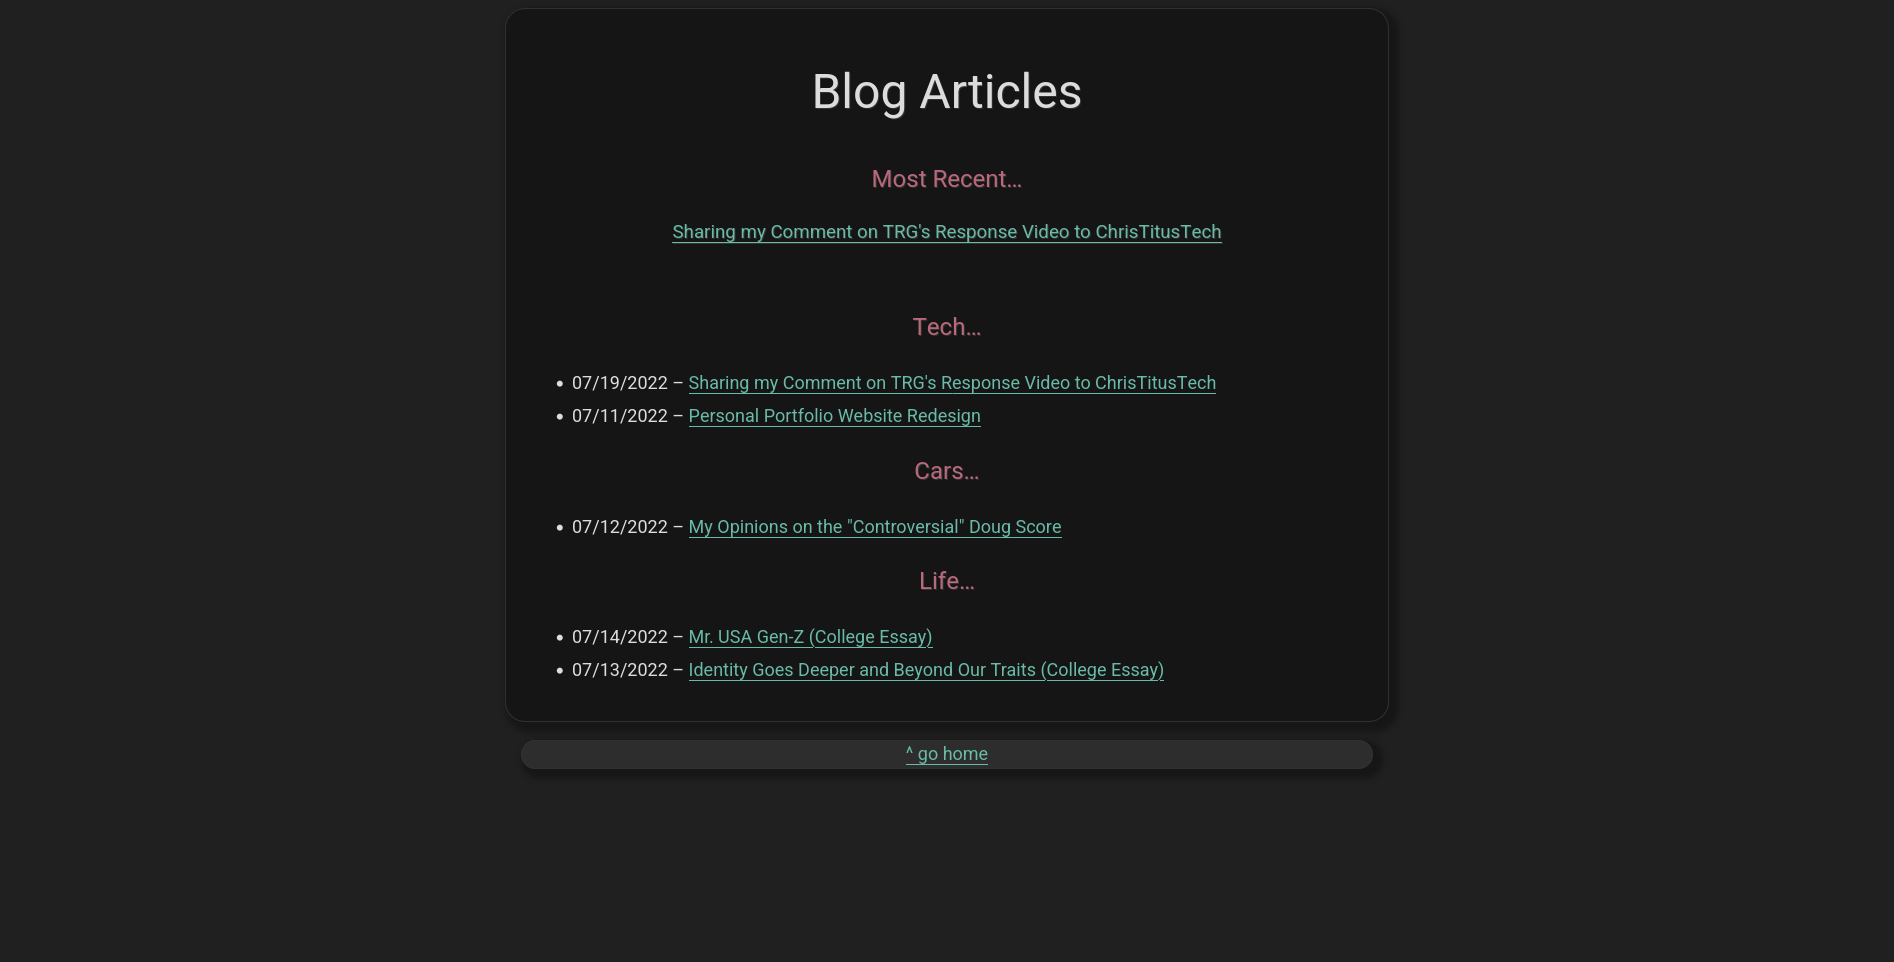 Blog Articles
Most Recent…
Sharing my Comment on TRG's Response Video to ChrisTitusTech
Tech…
• 07/19/2022 – Sharing my Comment on TRG's Response Video to ChrisTitusTech
• 07/11/2022 – Personal Portfolio Website Redesign
Cars…
• 07/12/2022 – My Opinions on the "Controversial" Doug Score
Life…
• 07/14/2022 – Mr. USA Gen-Z (College Essay)
• 07/13/2022 – Identity Goes Deeper and Beyond Our Traits (College Essay)
^ go home